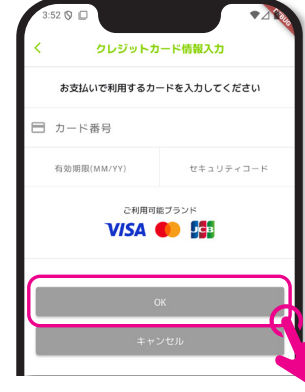 3:52
クレジットカード情報入力
お支払いで利用するカードを入力してください
カード番号
有効期限(MM/YY)
セキュリティコード
ご利用可能ブランド
VISA
JCB
OK
キャンセル